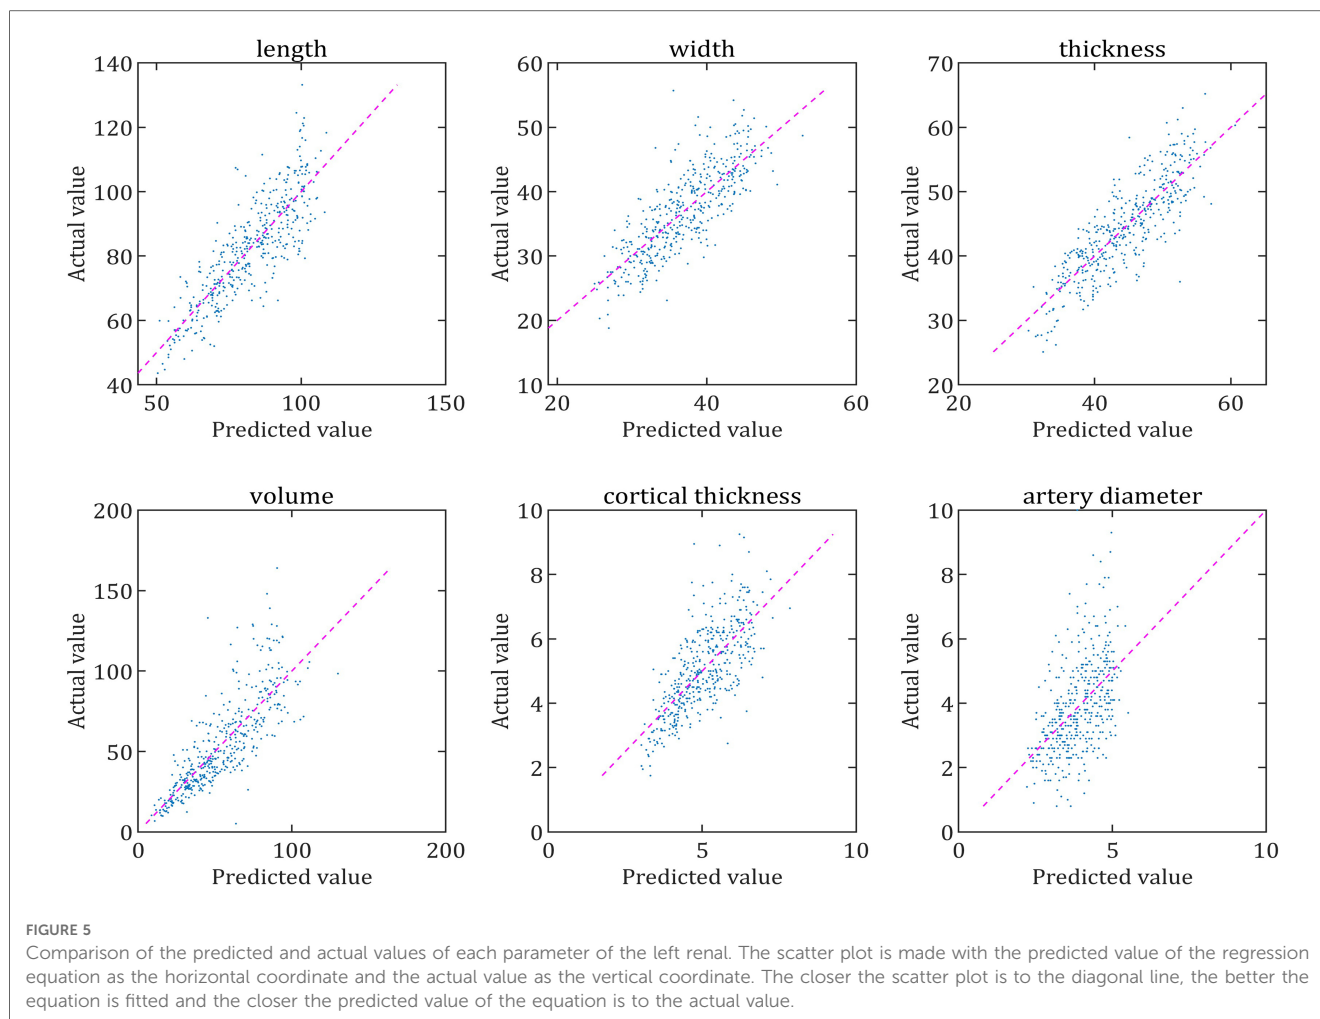 length
140
120
100
80
60
40
Actual value
50
100
150
Predicted value
width
60
50
40
30
20
10
Actual value
20
40
60
Predicted value
thickness
70
60
50
40
30
20
Actual value
20
40
60
Predicted value
volume
200
150
100
50
0
Actual value
0
100
200
Predicted value
cortical thickness
10
8
6
4
2
0
Actual value
0
5
10
Predicted value
artery diameter
10
8
6
4
2
0
Actual value
0
5
10
Predicted value
FIGURE 5
Comparison of the predicted and actual values of each parameter of the left renal. The scatter plot is made with the predicted value of the regression
equation as the horizontal coordinate and the actual value as the vertical coordinate. The closer the scatter plot is to the diagonal line, the better the
equation is fitted and the closer the predicted value of the equation is to the actual value.